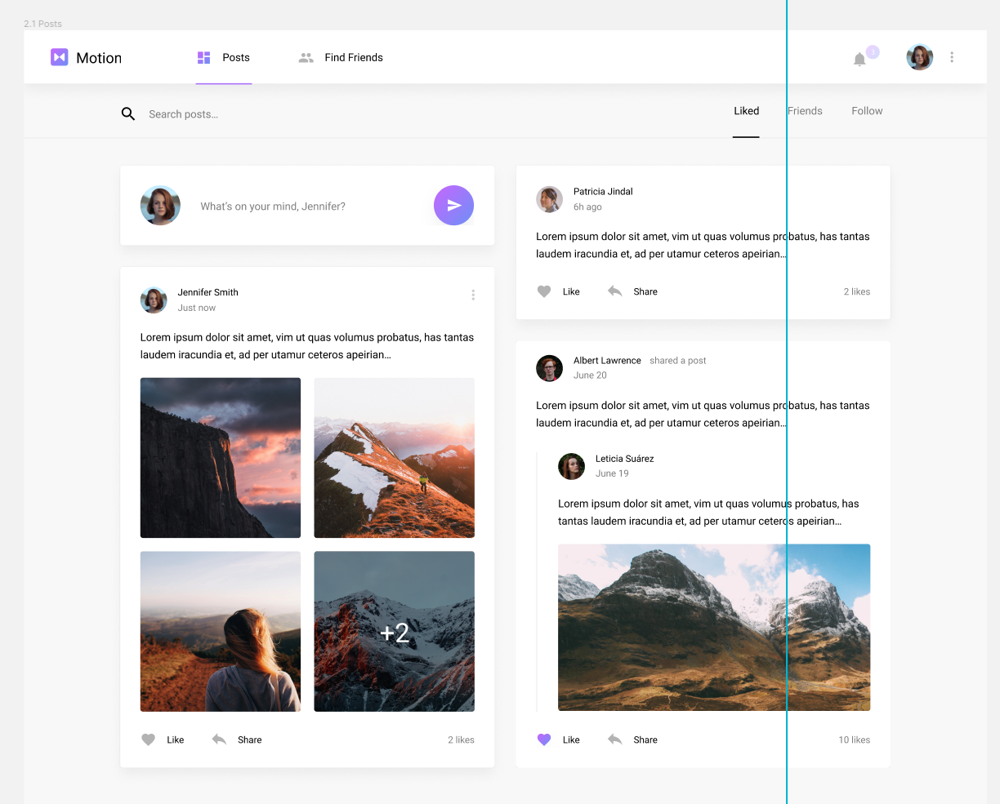 2.1 Posts
Motion
Posts
Find Friends
3
Search posts...
Liked
Friends
Follow
What's on your mind, Jennifer?
Jennifer Smith
Just now
Lorem ipsum dolor sit amet, vim ut quas volumus probatus, has tantas
laudem iracundia et, ad per utamur ceteros apeirian...
+2
Like
Share
2 likes
Patricia Jindal
6h ago
Lorem ipsum dolor sit amet, vim ut quas volumus probatus, has tantas
laudem iracundia et, ad per utamur ceteros apeirian...
Like
Share
2 likes
Albert Lawrence shared a post
June 20
Lorem ipsum dolor sit amet, vim ut quas volumus probatus, has tantas
laudem iracundia et, ad per utamur ceteros apeirian...
Leticia Suárez
June 19
Lorem ipsum dolor sit amet, vim ut quas volumus probatus, has
tantas laudem iracundia et, ad per utamur ceteros apeirian...
Like
Share
10 likes